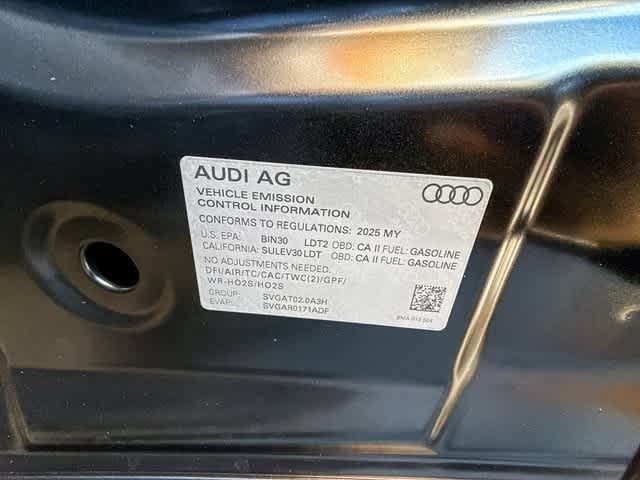 AUDI AG
VEHICLE EMISSION
CONTROL INFORMATION
CONFORMS TO REGULATIONS: 2025 MY
U.S. EPA: BIN30 LDT2 OBD: CA II FUEL: GASOLINE
CALIFORNIA: SULEV30 LDT OBD: CA II FUEL: GASOLINE
NO ADJUSTMENTS NEEDED.
DFI/AIR/TC/CAC/TWC(2)/GPF/
WR-HO2S/HO2S
GROUP: SVGAT02.0A3H
EVAP: SVGAR0171ADF